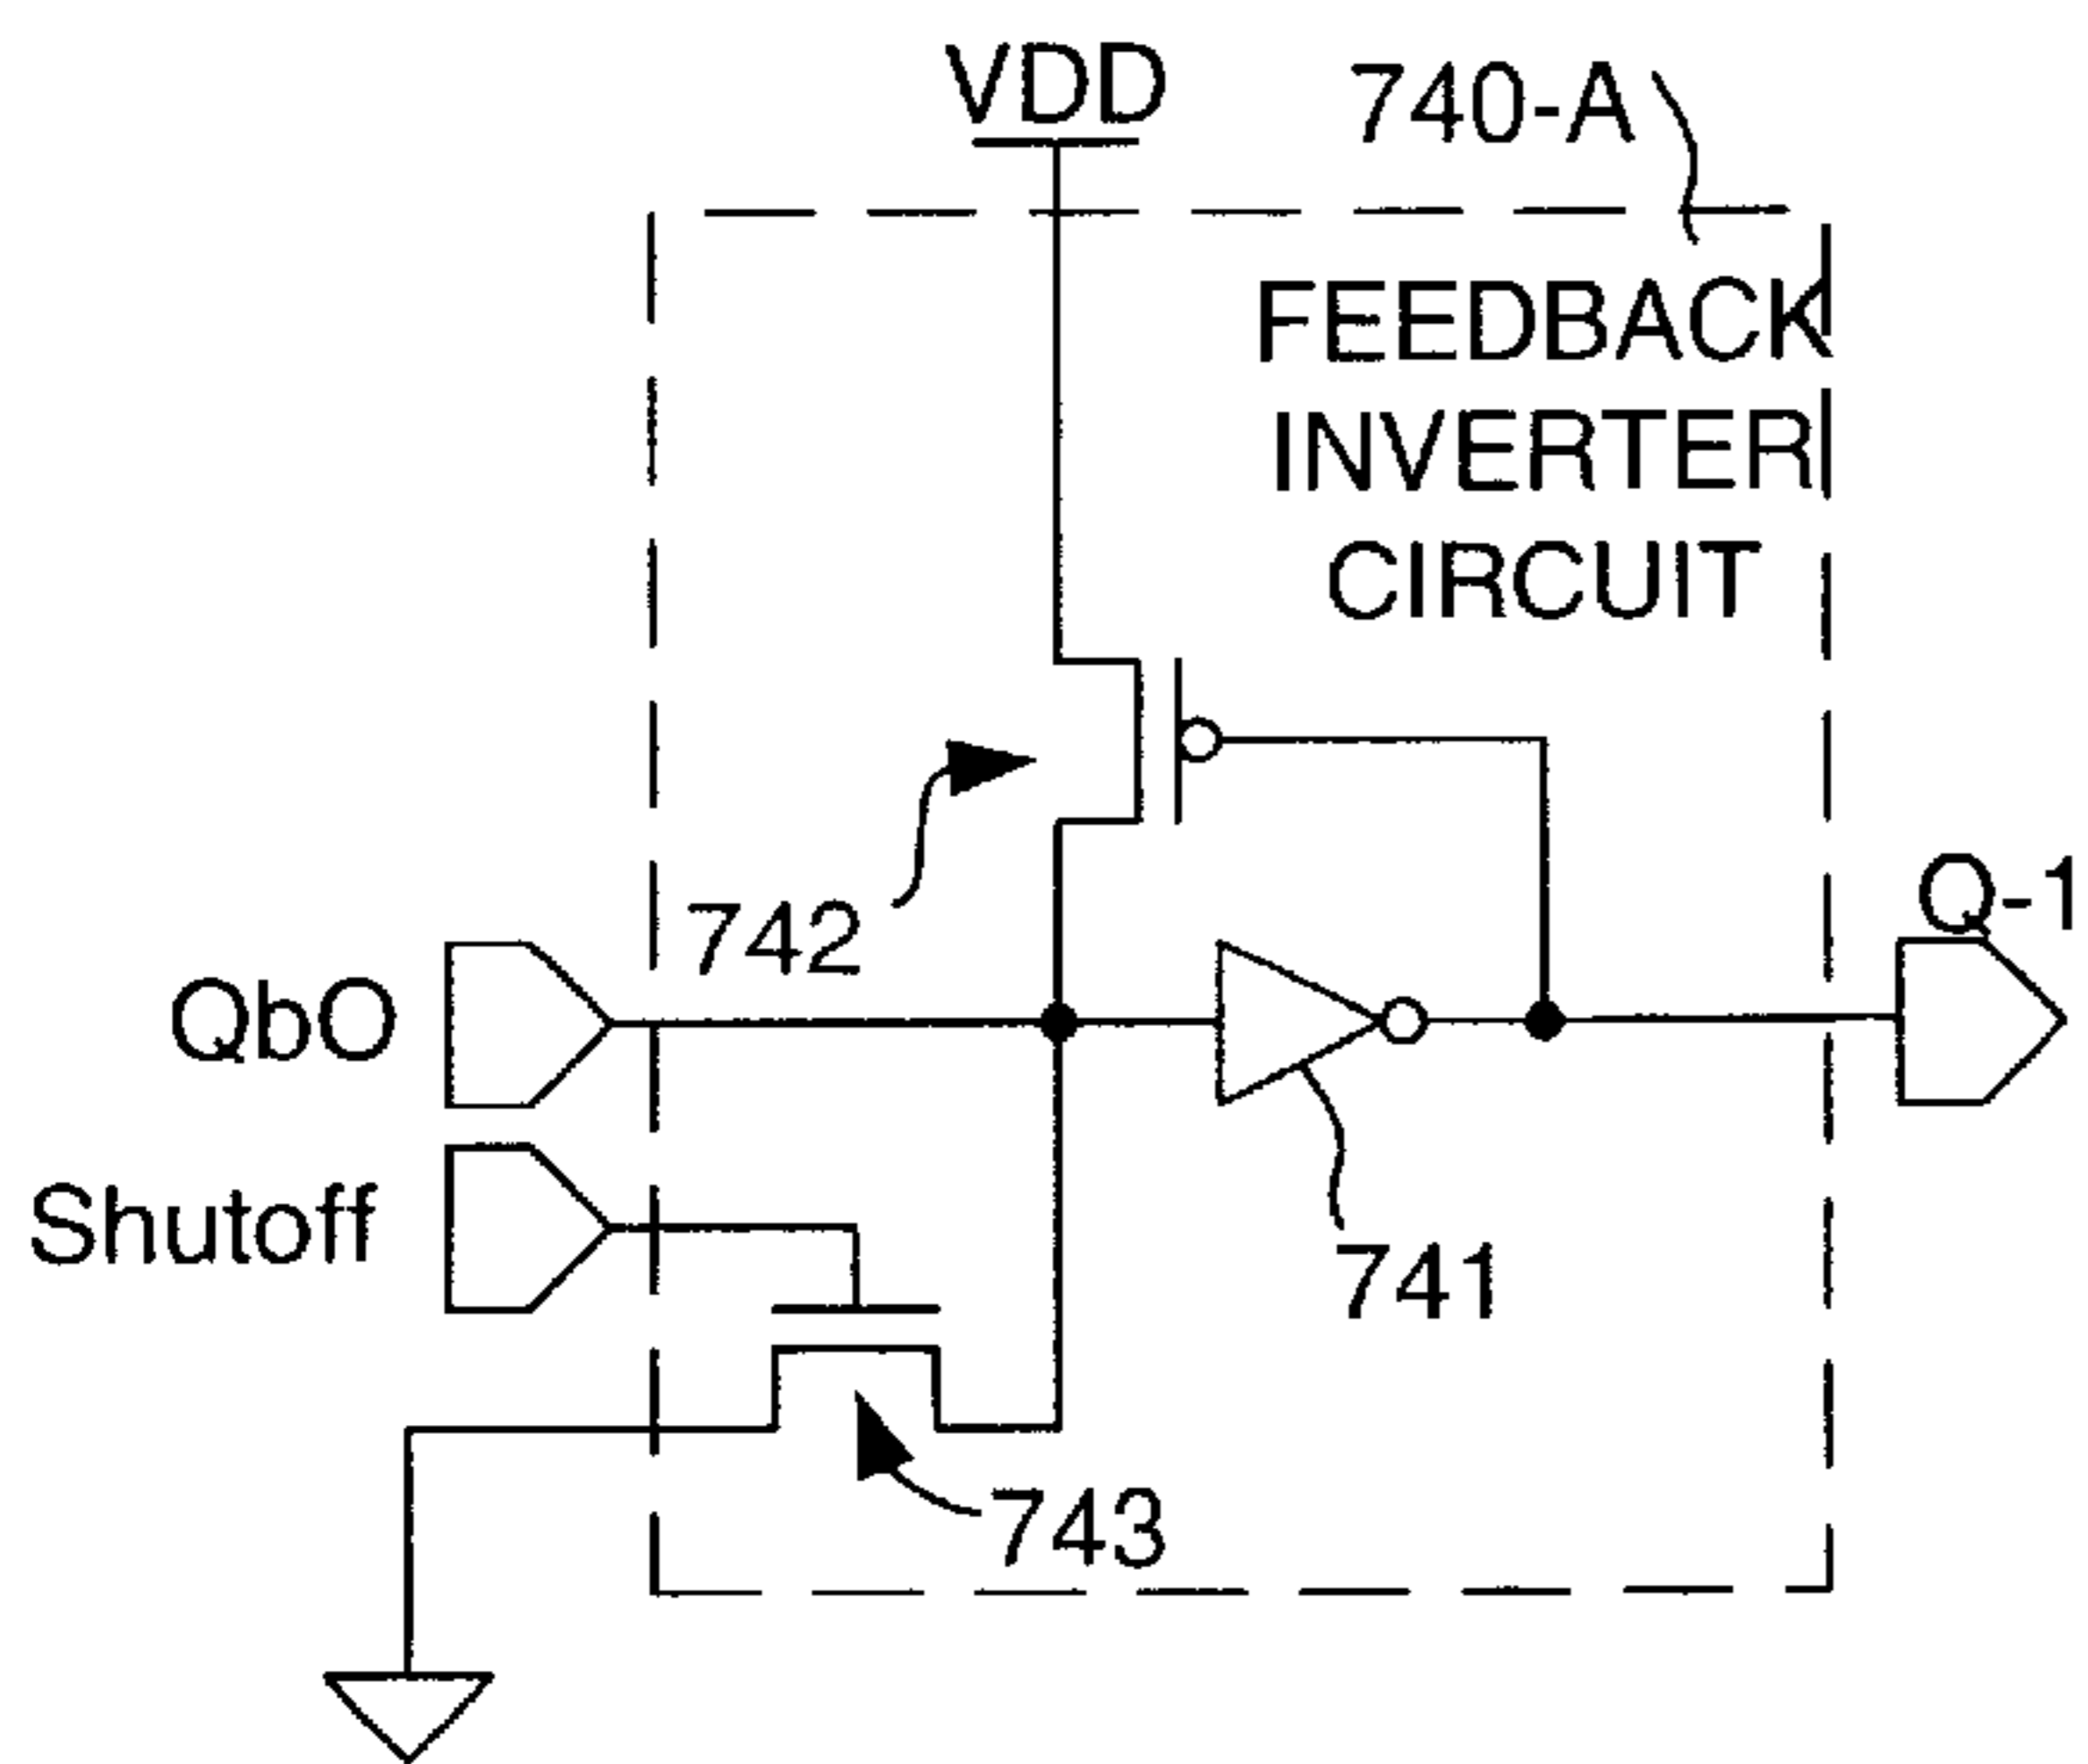 VDD
740-A
FEEDBACK
INVERTER
CIRCUIT
742
Q-1
QbO
Shutoff
741
743